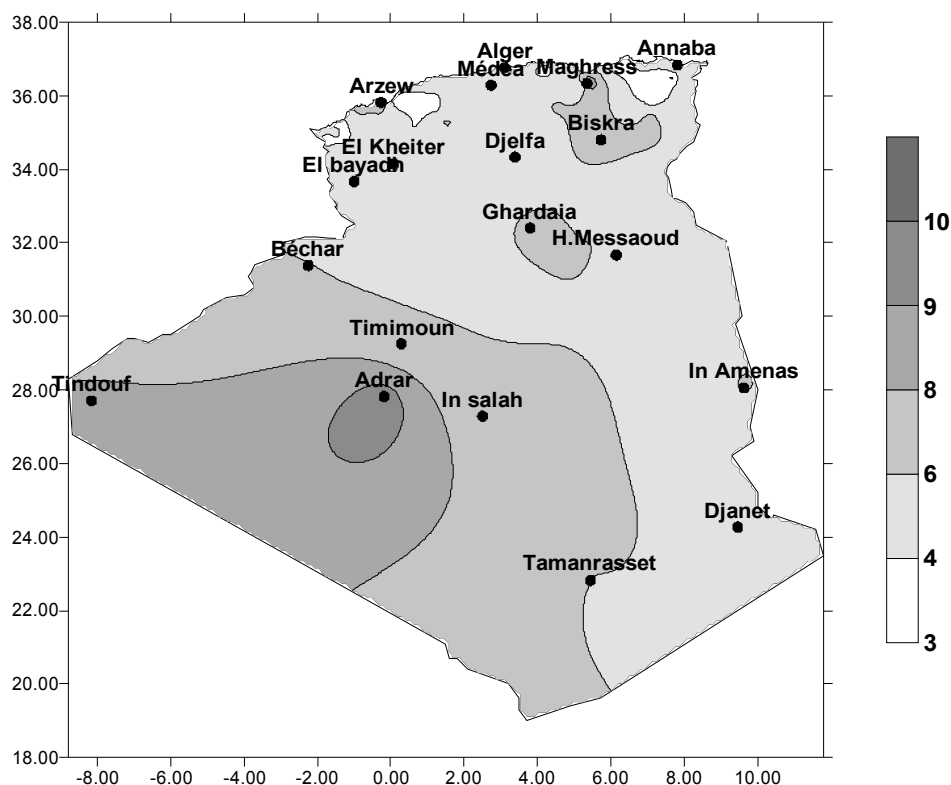 38.00
36.00
34.00
32.00
30.00
28.00
26.00
24.00
22.00
20.00
18.00
-8.00 -6.00 -4.00 -2.00 0.00 2.00 4.00 6.00 8.00 10.00
Annaba
Alger
Médéa
Maghress
Arzew
Biskra
El Kheiter
Djelfa
El bayadh
Ghardaia
H.Messaoud
Béchar
Timimoun
In Amenas
Tindouf
Adrar
In salah
Djanet
Tamanrasset
10
9
8
6
4
3